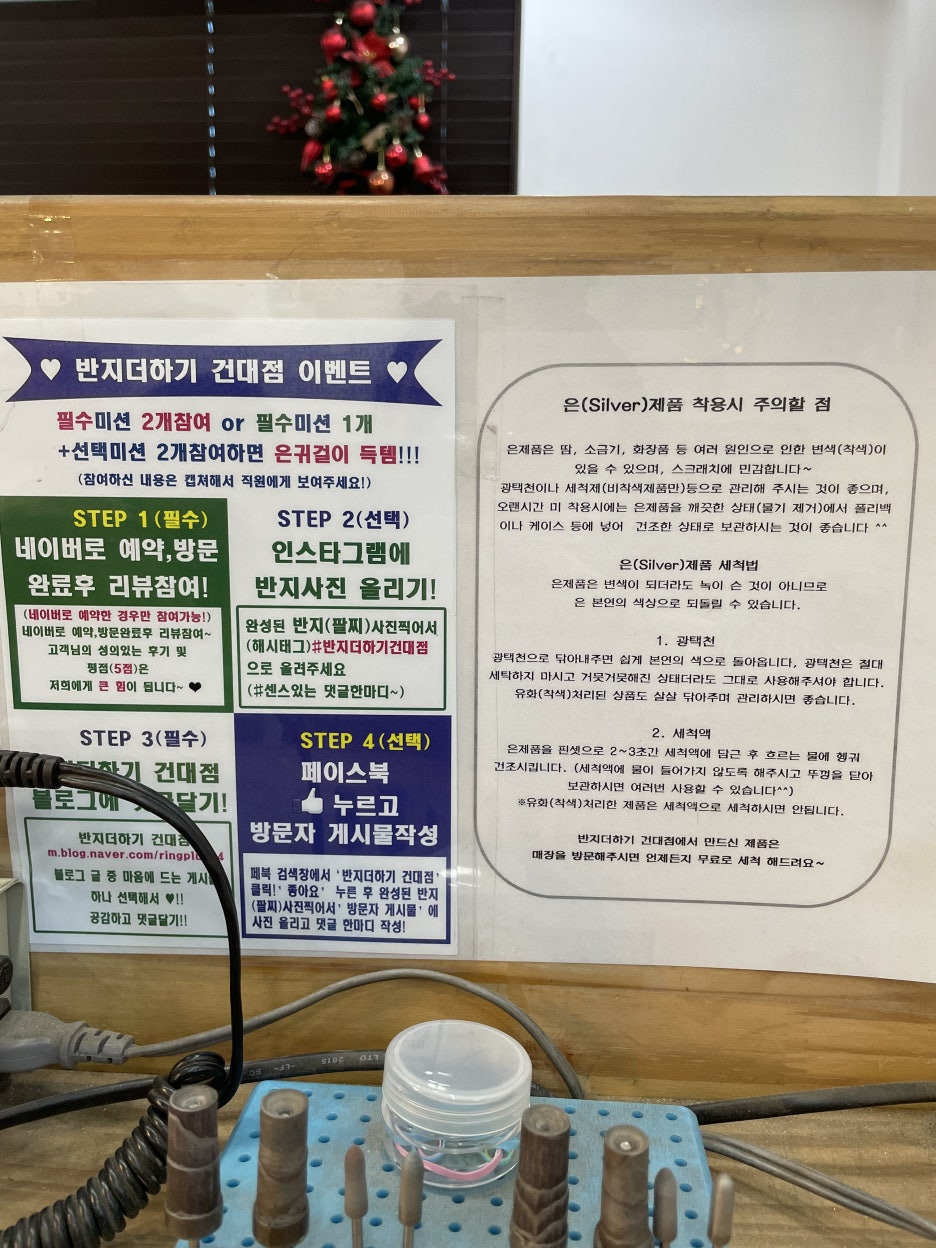 ♥ 반지더하기 건대점 이벤트 ♥
필수미션 2개참여 or 필수미션 1개
+선택미션 2개참여하면 은귀걸이 득템!!!
(참여하신 내용은 캡쳐해서 직원에게 보여주세요!)
STEP 1(필수)
네이버로 예약,방문
완료후 리뷰참여!
(네이버로 예약한 경우만 참여가능!)
네이버로 예약,방문완료후 리뷰참여~
고객님의 성의있는 후기 및
평점(5점)은
저희에게 큰 힘이 됩니다~ ♥
STEP 2(선택)
인스타그램에
반지사진 올리기!
완성된 반지(팔찌)사진찍어서
(해시태그)#반지더하기건대점
으로 올려주세요
(#센스있는 댓글한마디~)
STEP 3(필수)
건대점
블로그에 달기!
반지더하기 건대점
m.blog.naver.com/ringplu 4
블로그 글 중 마음에 드는 게시
하나 선택해서 ♥!!
공감하고 댓글달기!!
STEP 4(선택)
페이스북
누르고
방문자 게시물작성
페북 검색창에서 '반지더하기 건대점'
클릭!' 좋아요' 누른 후 완성된 반지
(팔찌)사진찍어서' 방문자 게시물' 에
사진 올리고 댓글 한마디 작성!
은(Silver)제품 착용시 주의할 점
은제품은 땀, 소금기, 화장품 등 여러 원인으로 인한 변색(착색)이
있을 수 있으며, 스크래치에 민감합니다~
광택천이나 세척제(비착색제품만)등으로 관리해 주시는 것이 좋으며,
오랜시간 미 착용시에는 은제품을 깨끗한 상태(물기 제거)에서 폴리백
이나 케이스 등에 넣어 건조한 상태로 보관하시는 것이 좋습니다 ^^
은(Silver)제품 세척법
은제품은 변색이 되더라도 녹이 슨 것이 아니므로
은 본연의 색상으로 되돌릴 수 있습니다.
1. 광택천
광택천으로 닦아내주면 쉽게 본연의 색으로 돌아옵니다, 광택천은 절대
세탁하지 마시고 거뭇거뭇해진 상태더라도 그대로 사용해주셔야 합니다.
유화(착색)처리된 상품도 살살 닦아주며 관리하시면 좋습니다.
2. 세척액
은제품을 핀셋으로 2~3초간 세척액에 담근 후 흐르는 물에 헹궈
건조시킵니다. (세척액에 물이 들어가지 않도록 해주시고 뚜껑을 닫아
보관하시면 여러번 사용할 수 있습니다^^)
※유화(착색)처리한 제품은 세척액으로 세척하시면 안됩니다.
반지더하기 건대점에서 만드신 제품은
매장을 방문해주시면 언제든지 무료로 세척 해드려요~